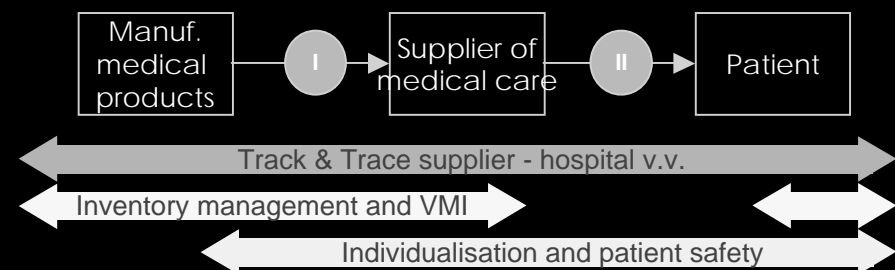 Manuf.
medical
products
I
Supplier of
medical care
II
Patient
Track & Trace supplier - hospital v.v.
Inventory management and VMI
Individualisation and patient safety